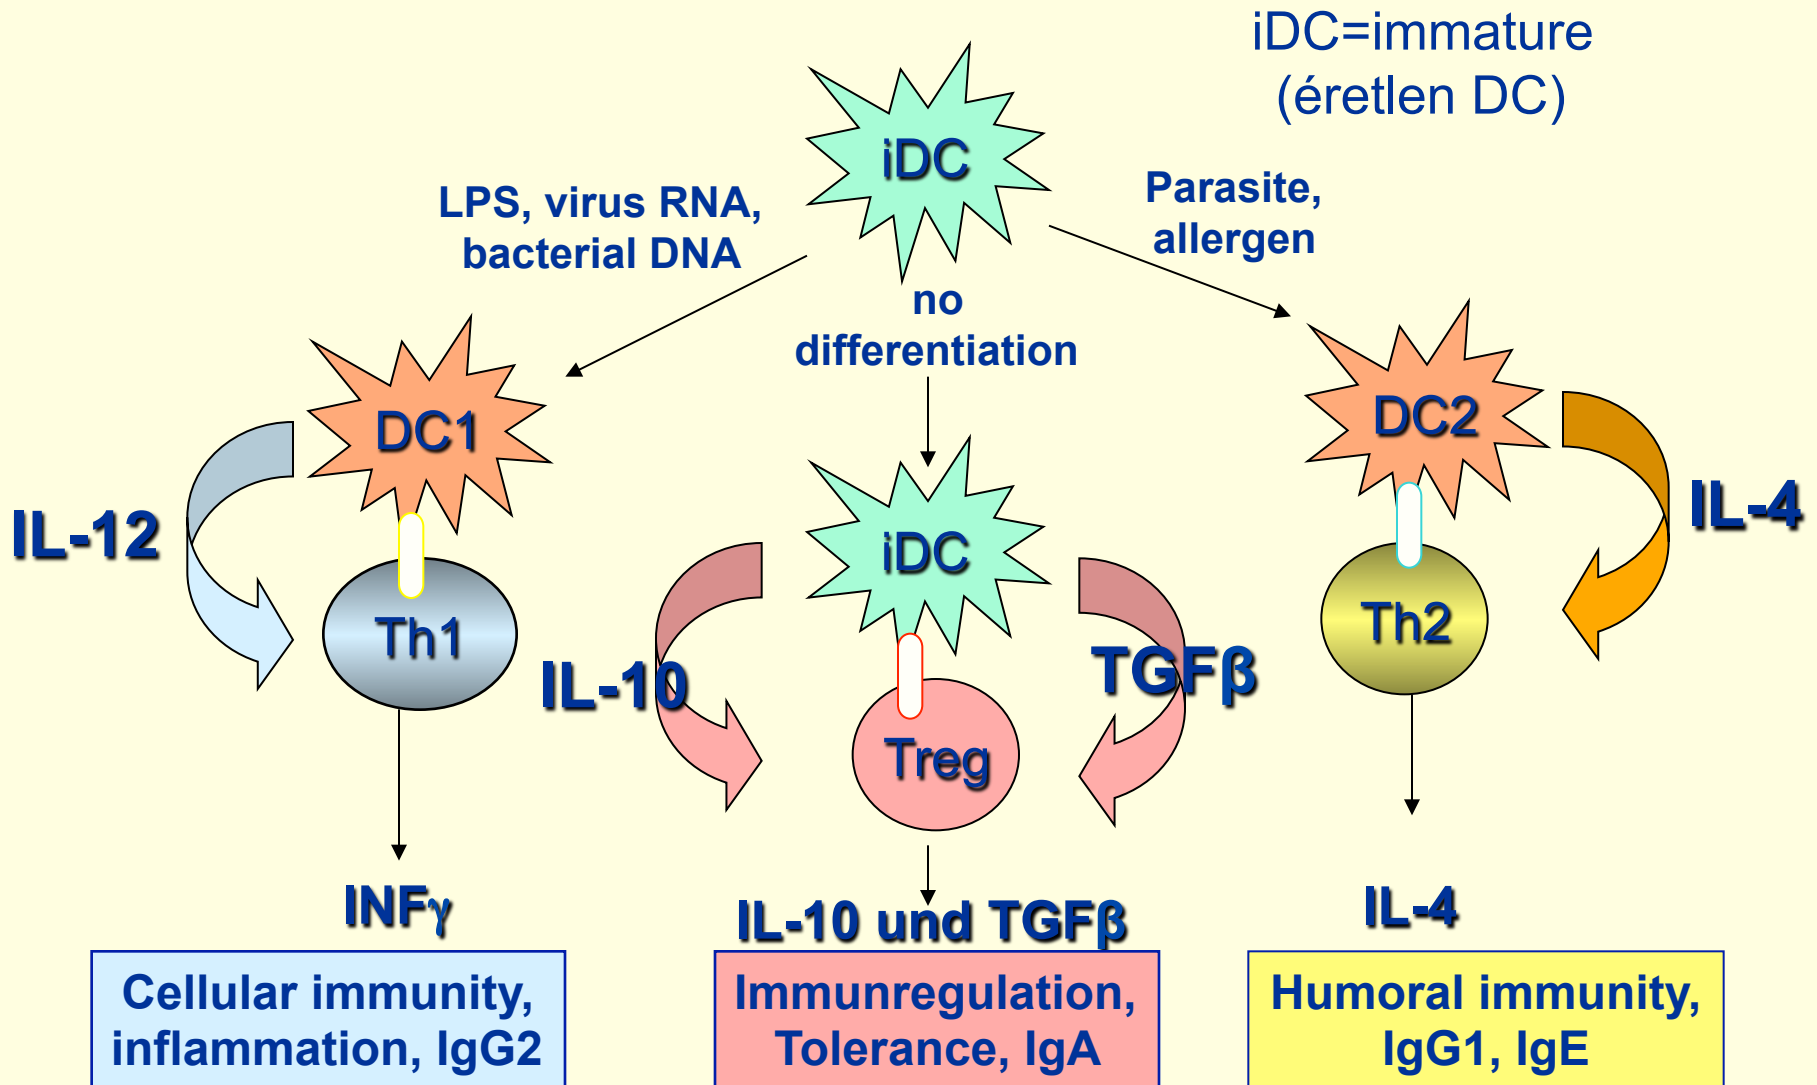 iDC=immature
(éretlen DC)
iDC
LPS, virus RNA,
bacterial DNA
Parasite,
allergen
no
differentiation
DC1
DC2
IL-12
IL-4
iDC
Th1
Th2
IL-10
TGFβ
Treg
INFγ
IL-10 und TGFβ
IL-4
Cellular immunity,
inflammation, IgG2
Immunregulation,
Tolerance, IgA
Humoral immunity,
IgG1, IgE